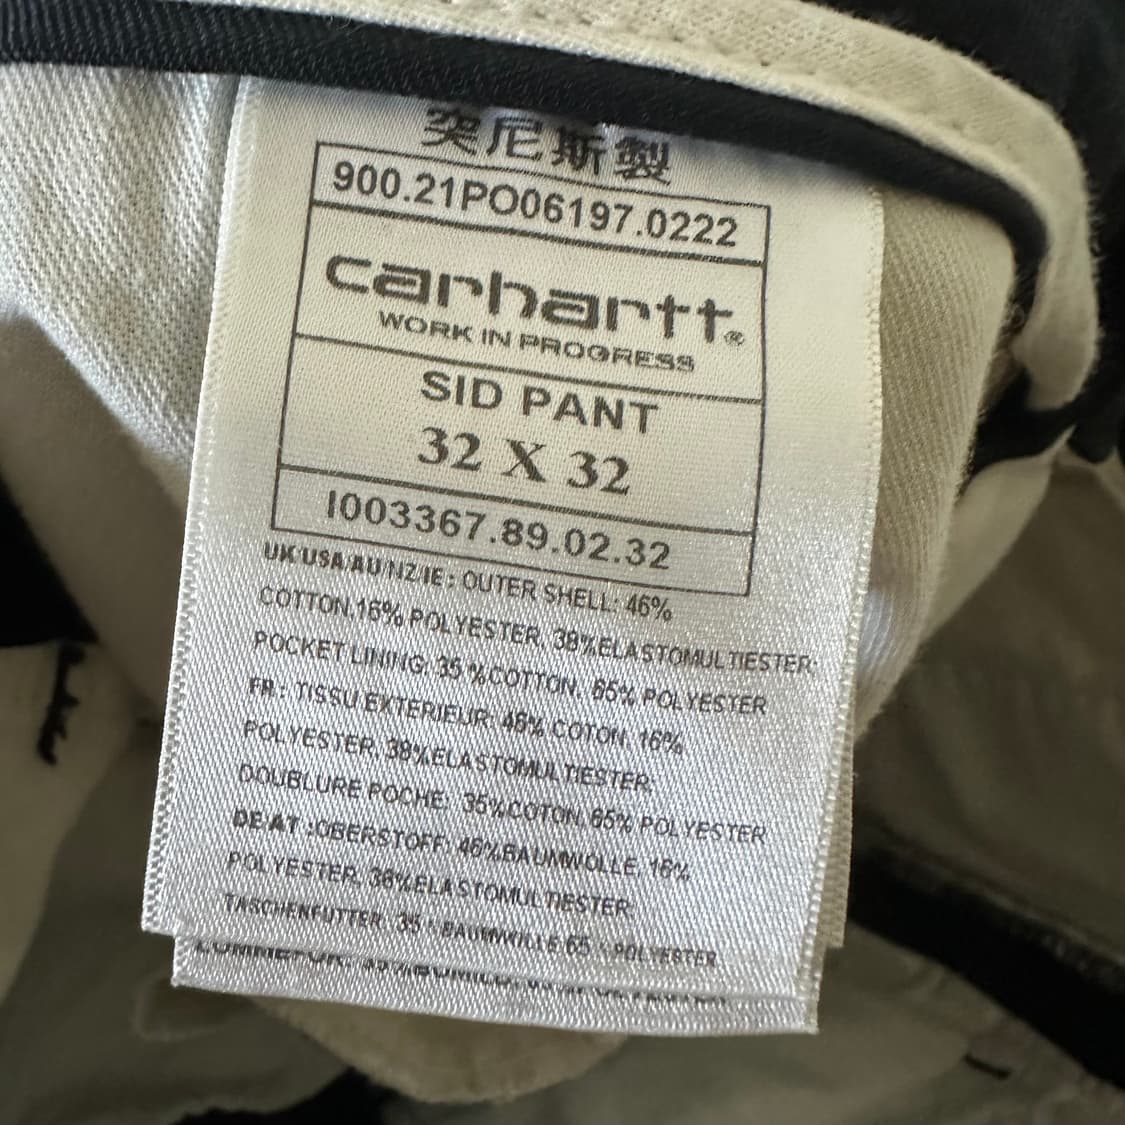 突尼斯製
900.21PO06197.0222
carhartt®
WORK IN PROGRESS
SID PANT
32 X 32
I003367.89.02.32
UK/USA/AU/NZ/IE: OUTER SHELL: 46%
COTTON,16% POLYESTER, 38%ELASTOMULTIESTER;
POCKET LINING: 35 %COTTON, 65% POLYESTER
FR : TISSU EXTERIEUR: 46% COTON, 16%
POLYESTER, 38%ELASTOMULTIESTER;
DOUBLURE POCHE: 35%COTON,65% POLYESTER
DE AT :OBERSTOFF: 46%BAUMWOLLE, 16%
POLYESTER, 38%ELASTOMULTIESTER;
TASCHENFUTTER: 35 %BAUMWOLLE 65 % POLYESTER